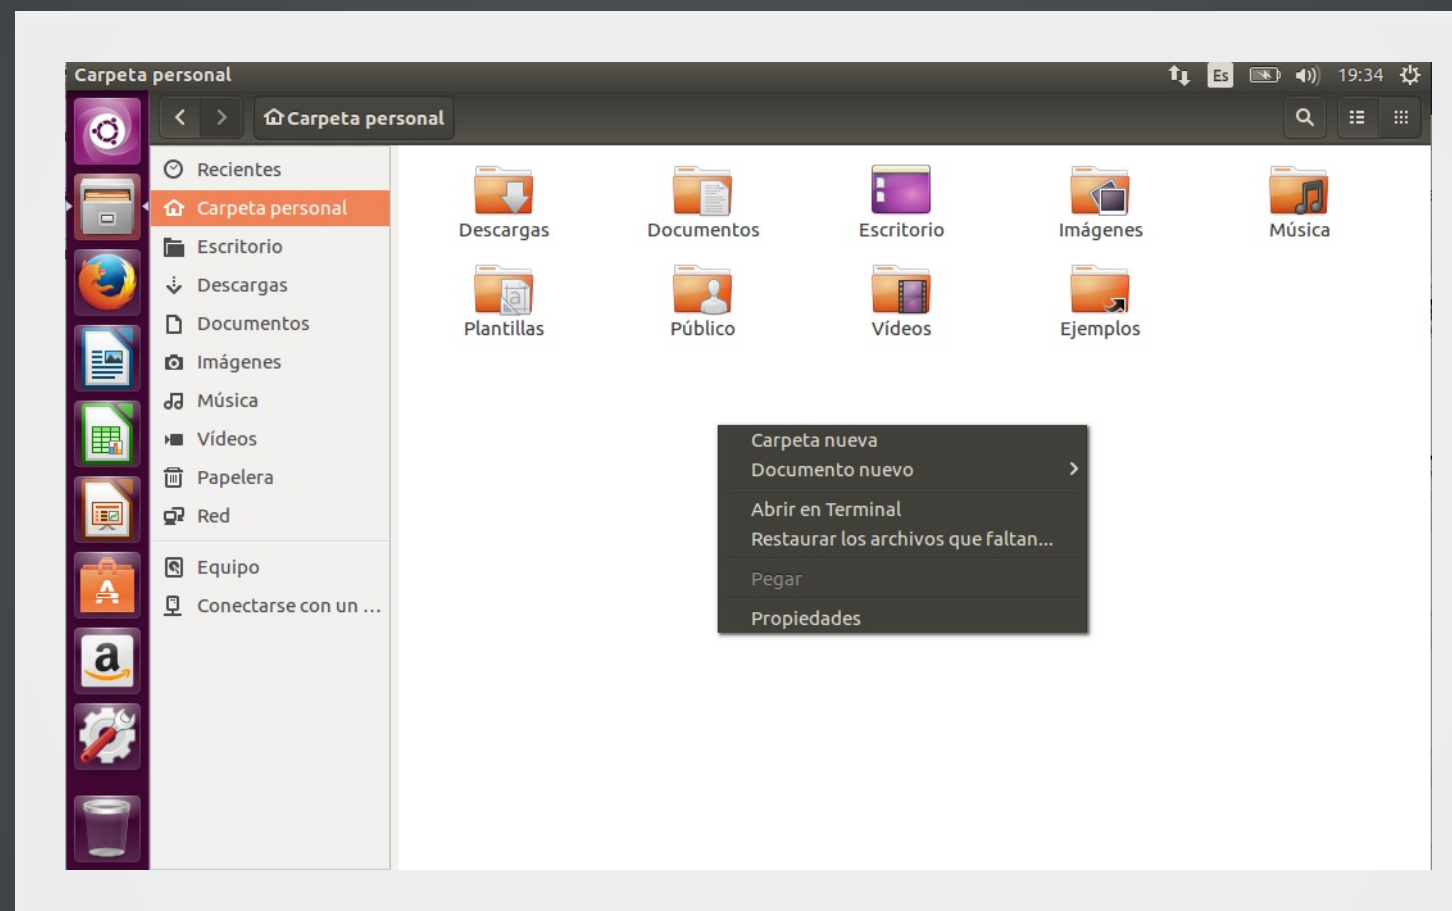 Carpeta personal
Es
19:34
Carpeta personal
Recientes
Carpeta personal
Escritorio
Descargas
Documentos
Imágenes
Música
Vídeos
Papelera
Red
Equipo
Conectarse con un ...
Descargas
Documentos
Escritorio
Imágenes
Música
Plantillas
Público
Vídeos
Ejemplos
Carpeta nueva
Documento nuevo
Abrir en Terminal
Restaurar los archivos que faltan...
Pegar
Propiedades